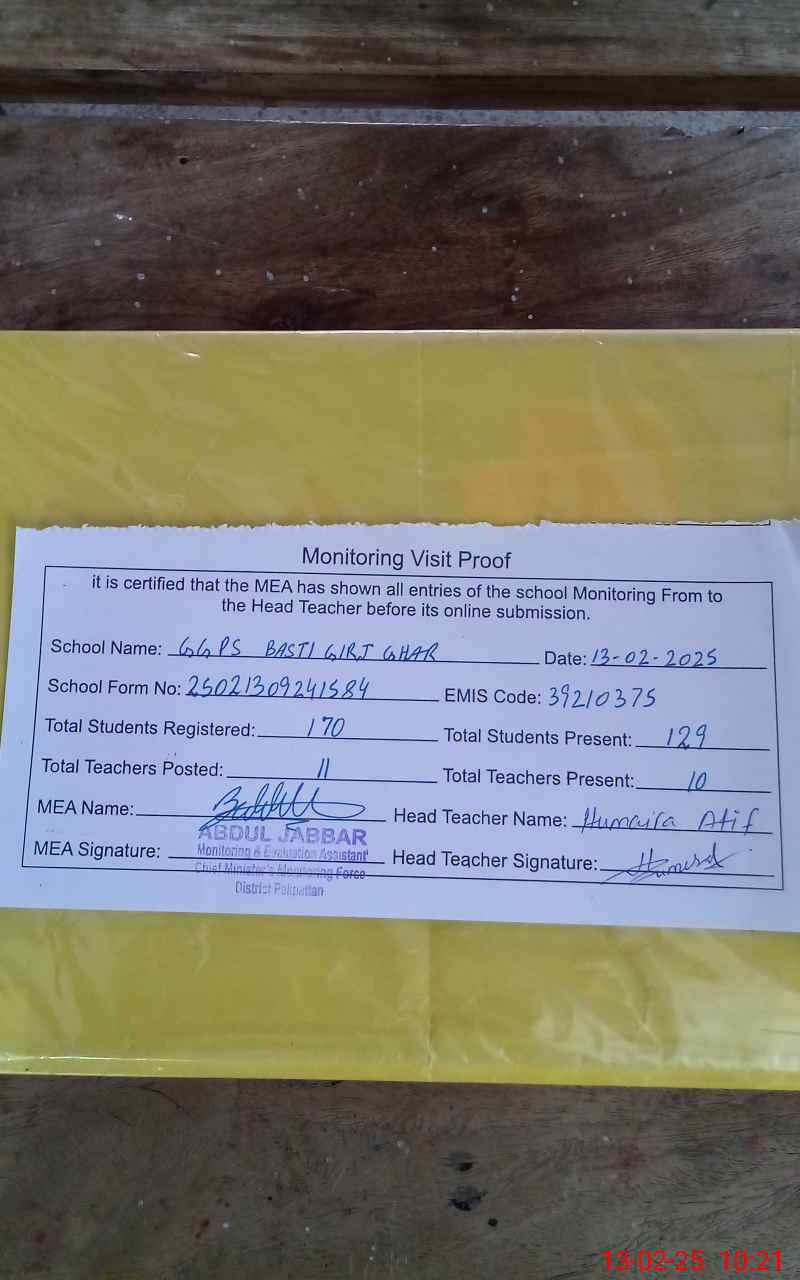 Monitoring Visit Proof
it is certified that the MEA has shown all entries of the school Monitoring From to
the Head Teacher before its online submission.
School Name: GGPS BASTI GIRJ GHAR Date: 13-02-2025
School Form No: 25021309241584 EMIS Code: 39210375
Total Students Registered: 170 Total Students Present: 129
Total Teachers Posted: 11 Total Teachers Present: 10
MEA Name: Head Teacher Name: Humaira Atif
ABDUL JABBAR
MEA Signature: Monitoring & Evaluation Assistant Head Teacher Signature:
Chief Minister's Monitoring Force
District Pakpattan
13-02-25 10:21